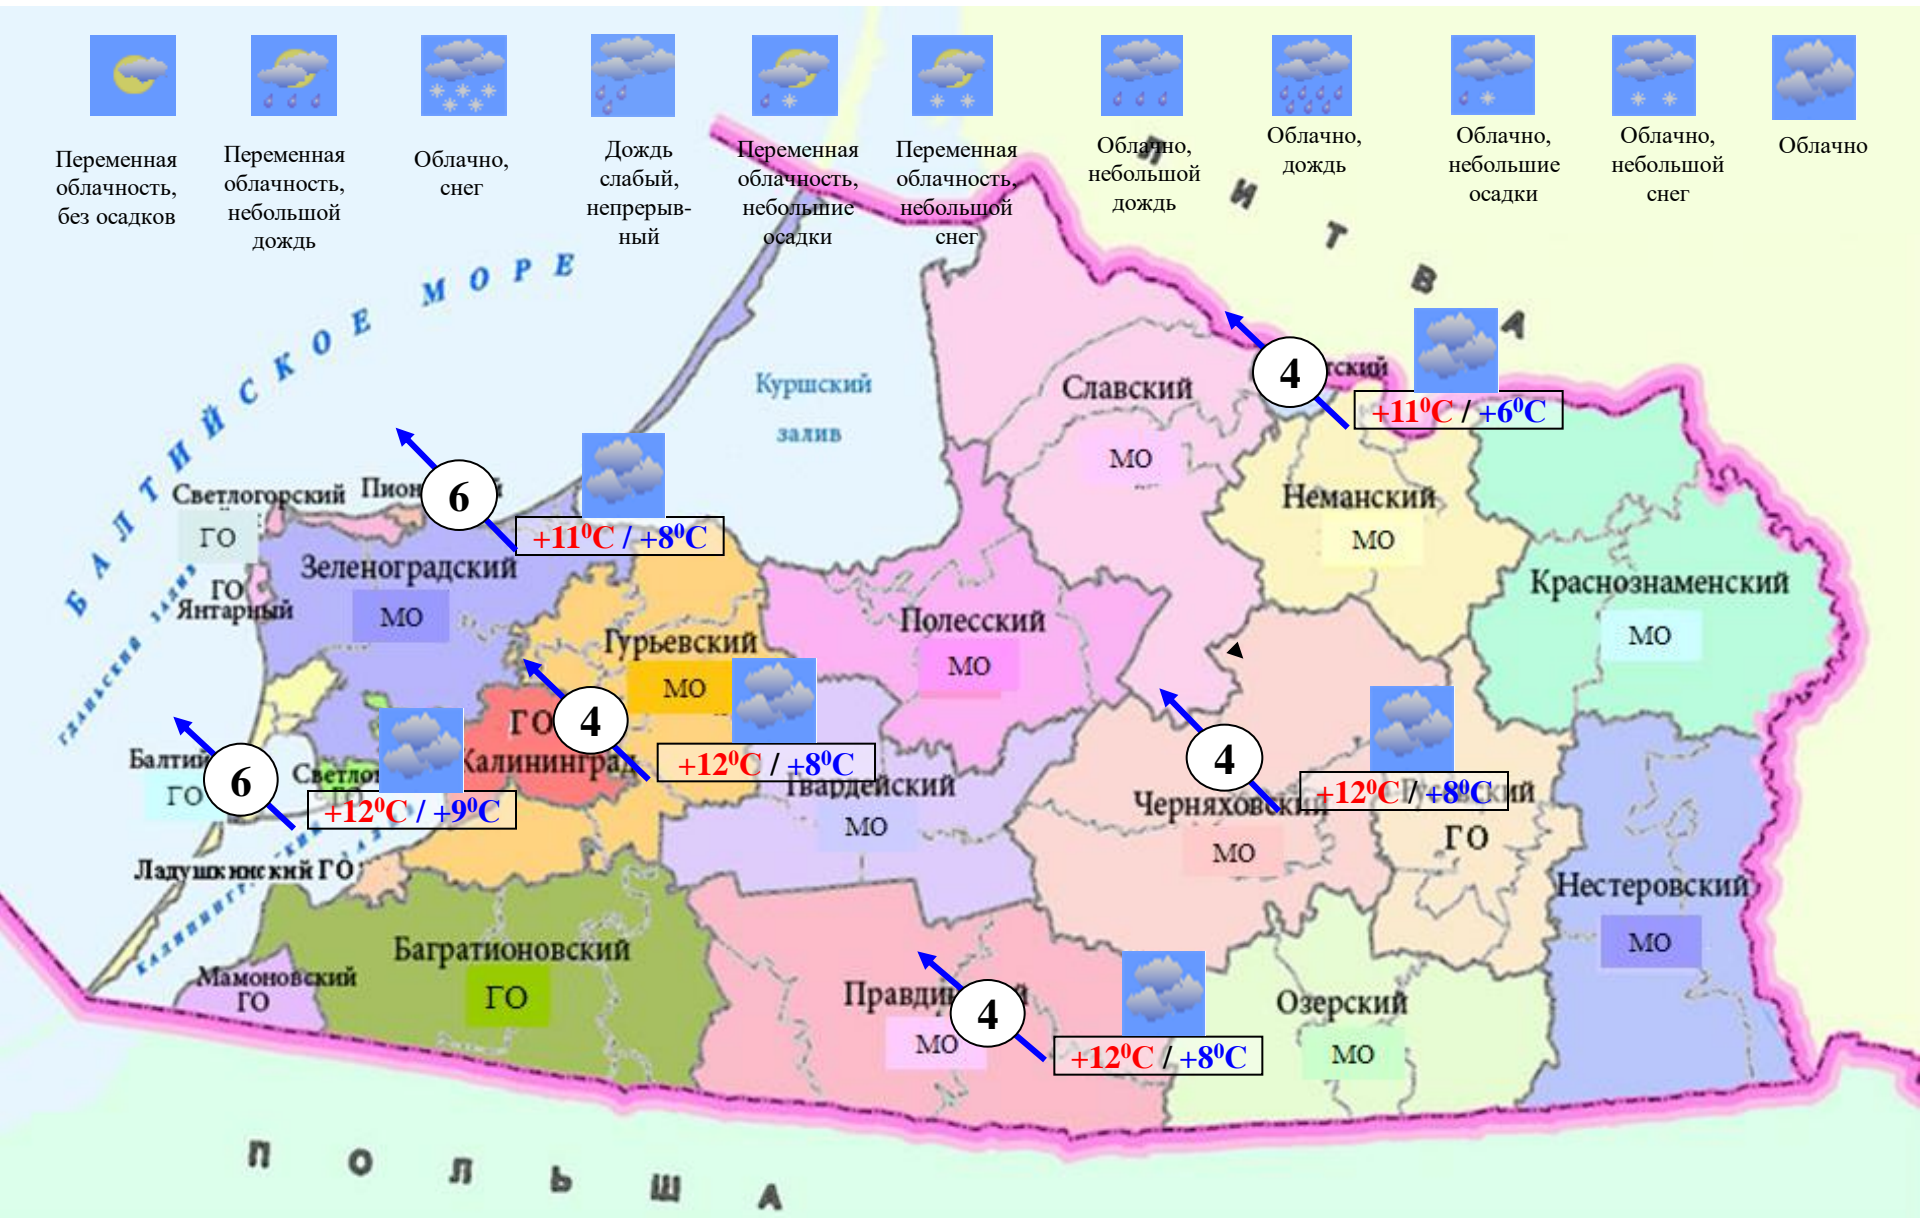 Переменная
облачность,
без осадков
Переменная
облачность,
небольшой
дождь
Облачно,
снег
Дождь
слабый,
непрерыв-
ный
Переменная
облачность,
небольшие
осадки
Переменная
облачность,
небольшой
снег
Облачно,
небольшой
дождь
Облачно,
дождь
Облачно,
небольшие
осадки
Облачно,
небольшой
снег
Облачно
ЛИТВА
БАЛТИЙСКОЕ МОРЕ
Куршский
залив
Славский
МО
4
+11⁰C / +6⁰C
Неманский
МО
Краснознаменский
МО
Светлогорский
ГО
6
+11⁰C / +8⁰C
Зеленоградский
МО
ГО
Янтарный
Гурьевский
МО
Полесский
МО
ГО
Калининград
4
+12⁰C / +8⁰C
6
ГО
+12⁰C / +9⁰C
Гвардейский
МО
4
+12⁰C / +8⁰C
Черняховский
МО
ГО
Нестеровский
МО
Ладушкинский ГО
Багратионовский
ГО
Мамоновский
ГО
МО
4
+12⁰C / +8⁰C
Озерский
МО
ПОЛЬША